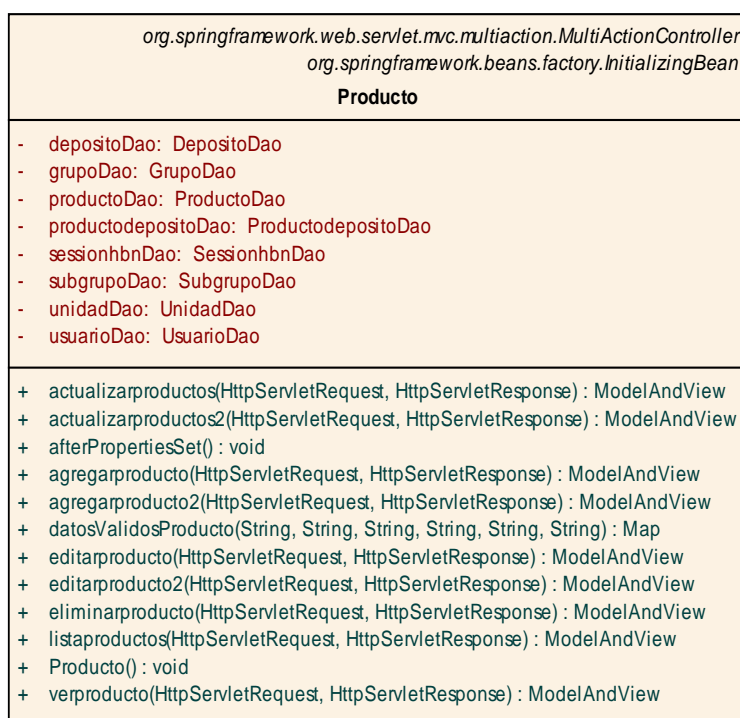 org.springframework.web.servlet.mvc.multiaction.MultiActionController
org.springframework.beans.factory.InitializingBean
Producto
- depositoDao: DepositoDao
- grupoDao: GrupoDao
- productoDao: ProductoDao
- productodepositoDao: ProductodepositoDao
- sessionhbnDao: SessionhbnDao
- subgrupoDao: SubgrupoDao
- unidadDao: UnidadDao
- usuarioDao: UsuarioDao
+ actualizarproductos(HttpServletRequest, HttpServletResponse) : ModelAndView
+ actualizarproductos2(HttpServletRequest, HttpServletResponse) : ModelAndView
+ afterPropertiesSet() : void
+ agregarproducto(HttpServletRequest, HttpServletResponse) : ModelAndView
+ agregarproducto2(HttpServletRequest, HttpServletResponse) : ModelAndView
+ datosValidosProducto(String, String, String, String, String, String) : Map
+ editarproducto(HttpServletRequest, HttpServletResponse) : ModelAndView
+ editarproducto2(HttpServletRequest, HttpServletResponse) : ModelAndView
+ eliminarproducto(HttpServletRequest, HttpServletResponse) : ModelAndView
+ listaproductos(HttpServletRequest, HttpServletResponse) : ModelAndView
+ Producto() : void
+ verproducto(HttpServletRequest, HttpServletResponse) : ModelAndView